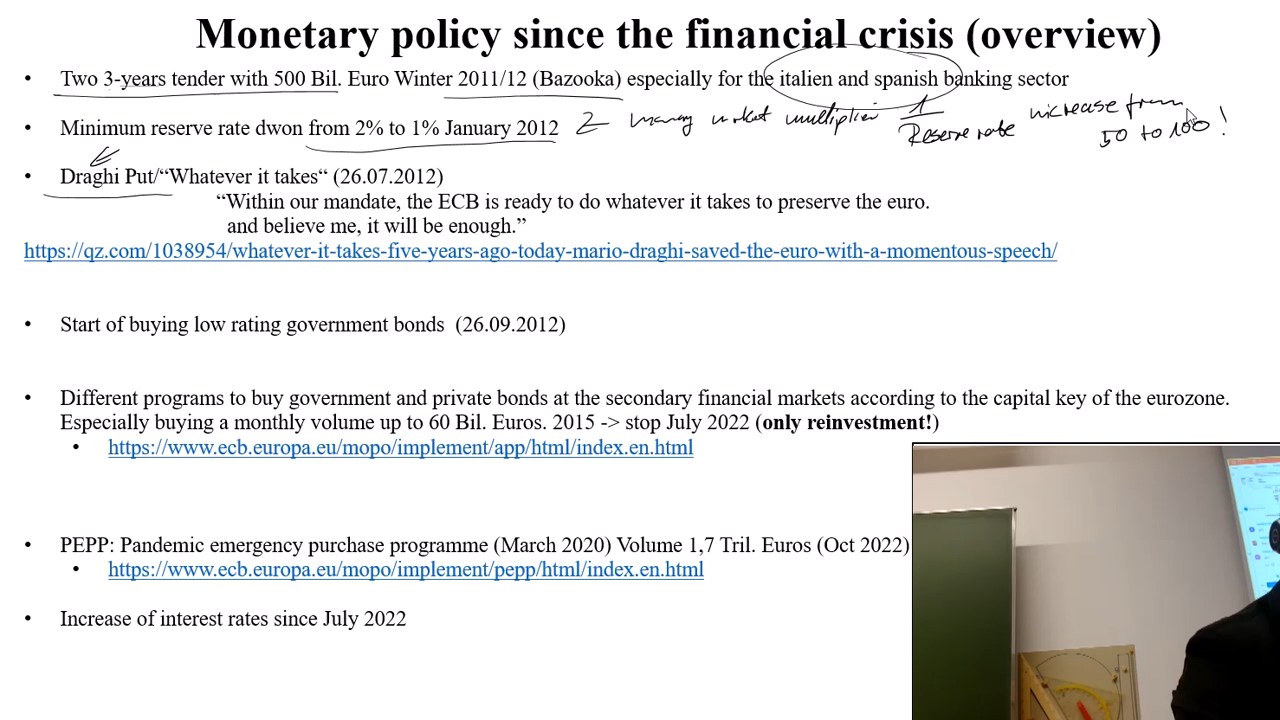 Monetary policy since the financial crisis (overview)
• Two 3-years tender with 500 Bil. Euro Winter 2011/12 (Bazooka) especially for the italien and spanish banking sector
• Minimum reserve rate dwon from 2% to 1% January 2012
money market multiplier 1
Reserve rate
increase from
50 to 100!
• Draghi Put/“Whatever it takes“ (26.07.2012)
“Within our mandate, the ECB is ready to do whatever it takes to preserve the euro.
and believe me, it will be enough.”
https://qz.com/1038954/whatever-it-takes-five-years-ago-today-mario-draghi-saved-the-euro-with-a-momentous-speech/
• Start of buying low rating government bonds (26.09.2012)
• Different programs to buy government and private bonds at the secondary financial markets according to the capital key of the eurozone.
Especially buying a monthly volume up to 60 Bil. Euros. 2015 -> stop July 2022 (only reinvestment!)
• https://www.ecb.europa.eu/mopo/implement/app/html/index.en.html
• PEPP: Pandemic emergency purchase programme (March 2020) Volume 1,7 Tril. Euros (Oct 2022)
• https://www.ecb.europa.eu/mopo/implement/pepp/html/index.en.html
• Increase of interest rates since July 2022